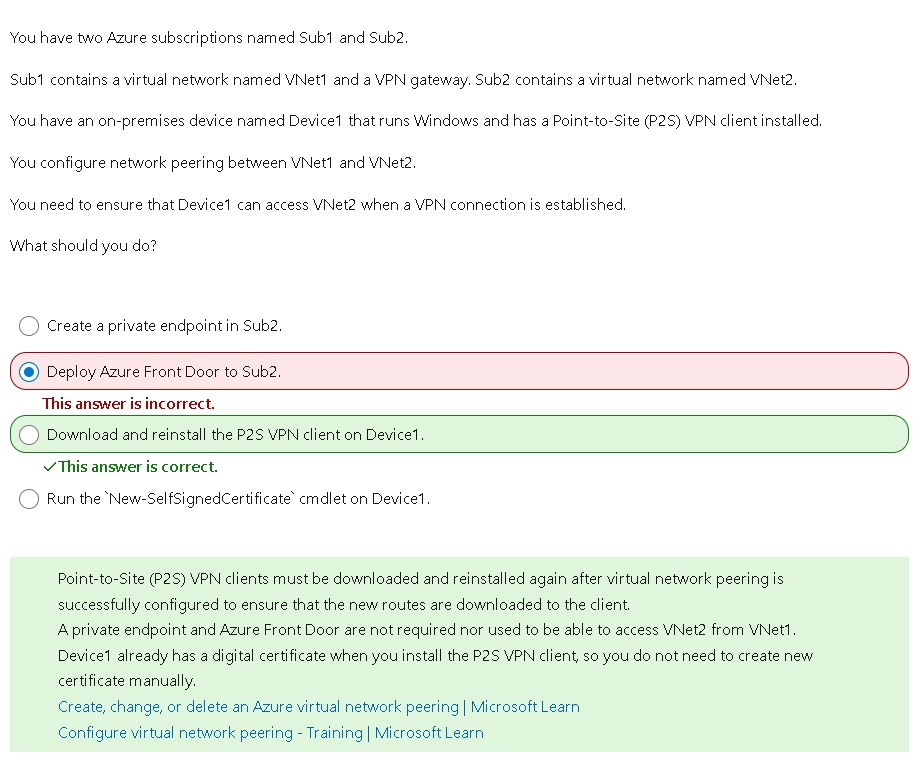 You have two Azure subscriptions named Sub1 and Sub2.
Sub1 contains a virtual network named VNet1 and a VPN gateway. Sub2 contains a virtual network named VNet2.
You have an on-premises device named Device1 that runs Windows and has a Point-to-Site (P2S) VPN client installed.
You configure network peering between VNet1 and VNet2.
You need to ensure that Device1 can access VNet2 when a VPN connection is established.
What should you do?
Create a private endpoint in Sub2.
Deploy Azure Front Door to Sub2.
This answer is incorrect.
Download and reinstall the P2S VPN client on Device1.
✓This answer is correct.
Run the `New-SelfSignedCertificate` cmdlet on Device1.
Point-to-Site (P2S) VPN clients must be downloaded and reinstalled again after virtual network peering is
successfully configured to ensure that the new routes are downloaded to the client.
A private endpoint and Azure Front Door are not required nor used to be able to access VNet2 from VNet1.
Device1 already has a digital certificate when you install the P2S VPN client, so you do not need to create new
certificate manually.
Create, change, or delete an Azure virtual network peering | Microsoft Learn
Configure virtual network peering - Training | Microsoft Learn